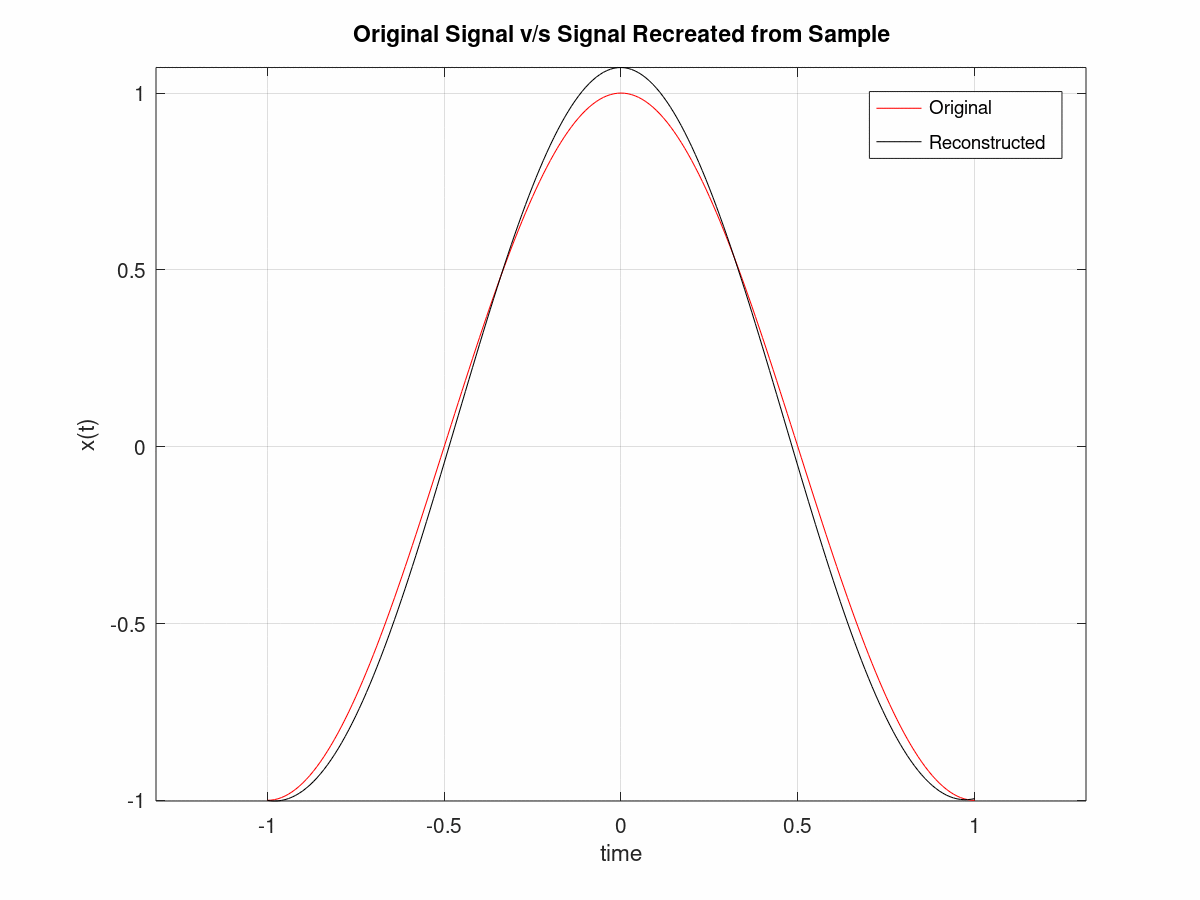 Original Signal v/s Signal Recreated from Sample
Original
Reconstructed
1
0.5
0
-0.5
-1
x(t)
-1
-0.5
0
0.5
1
time